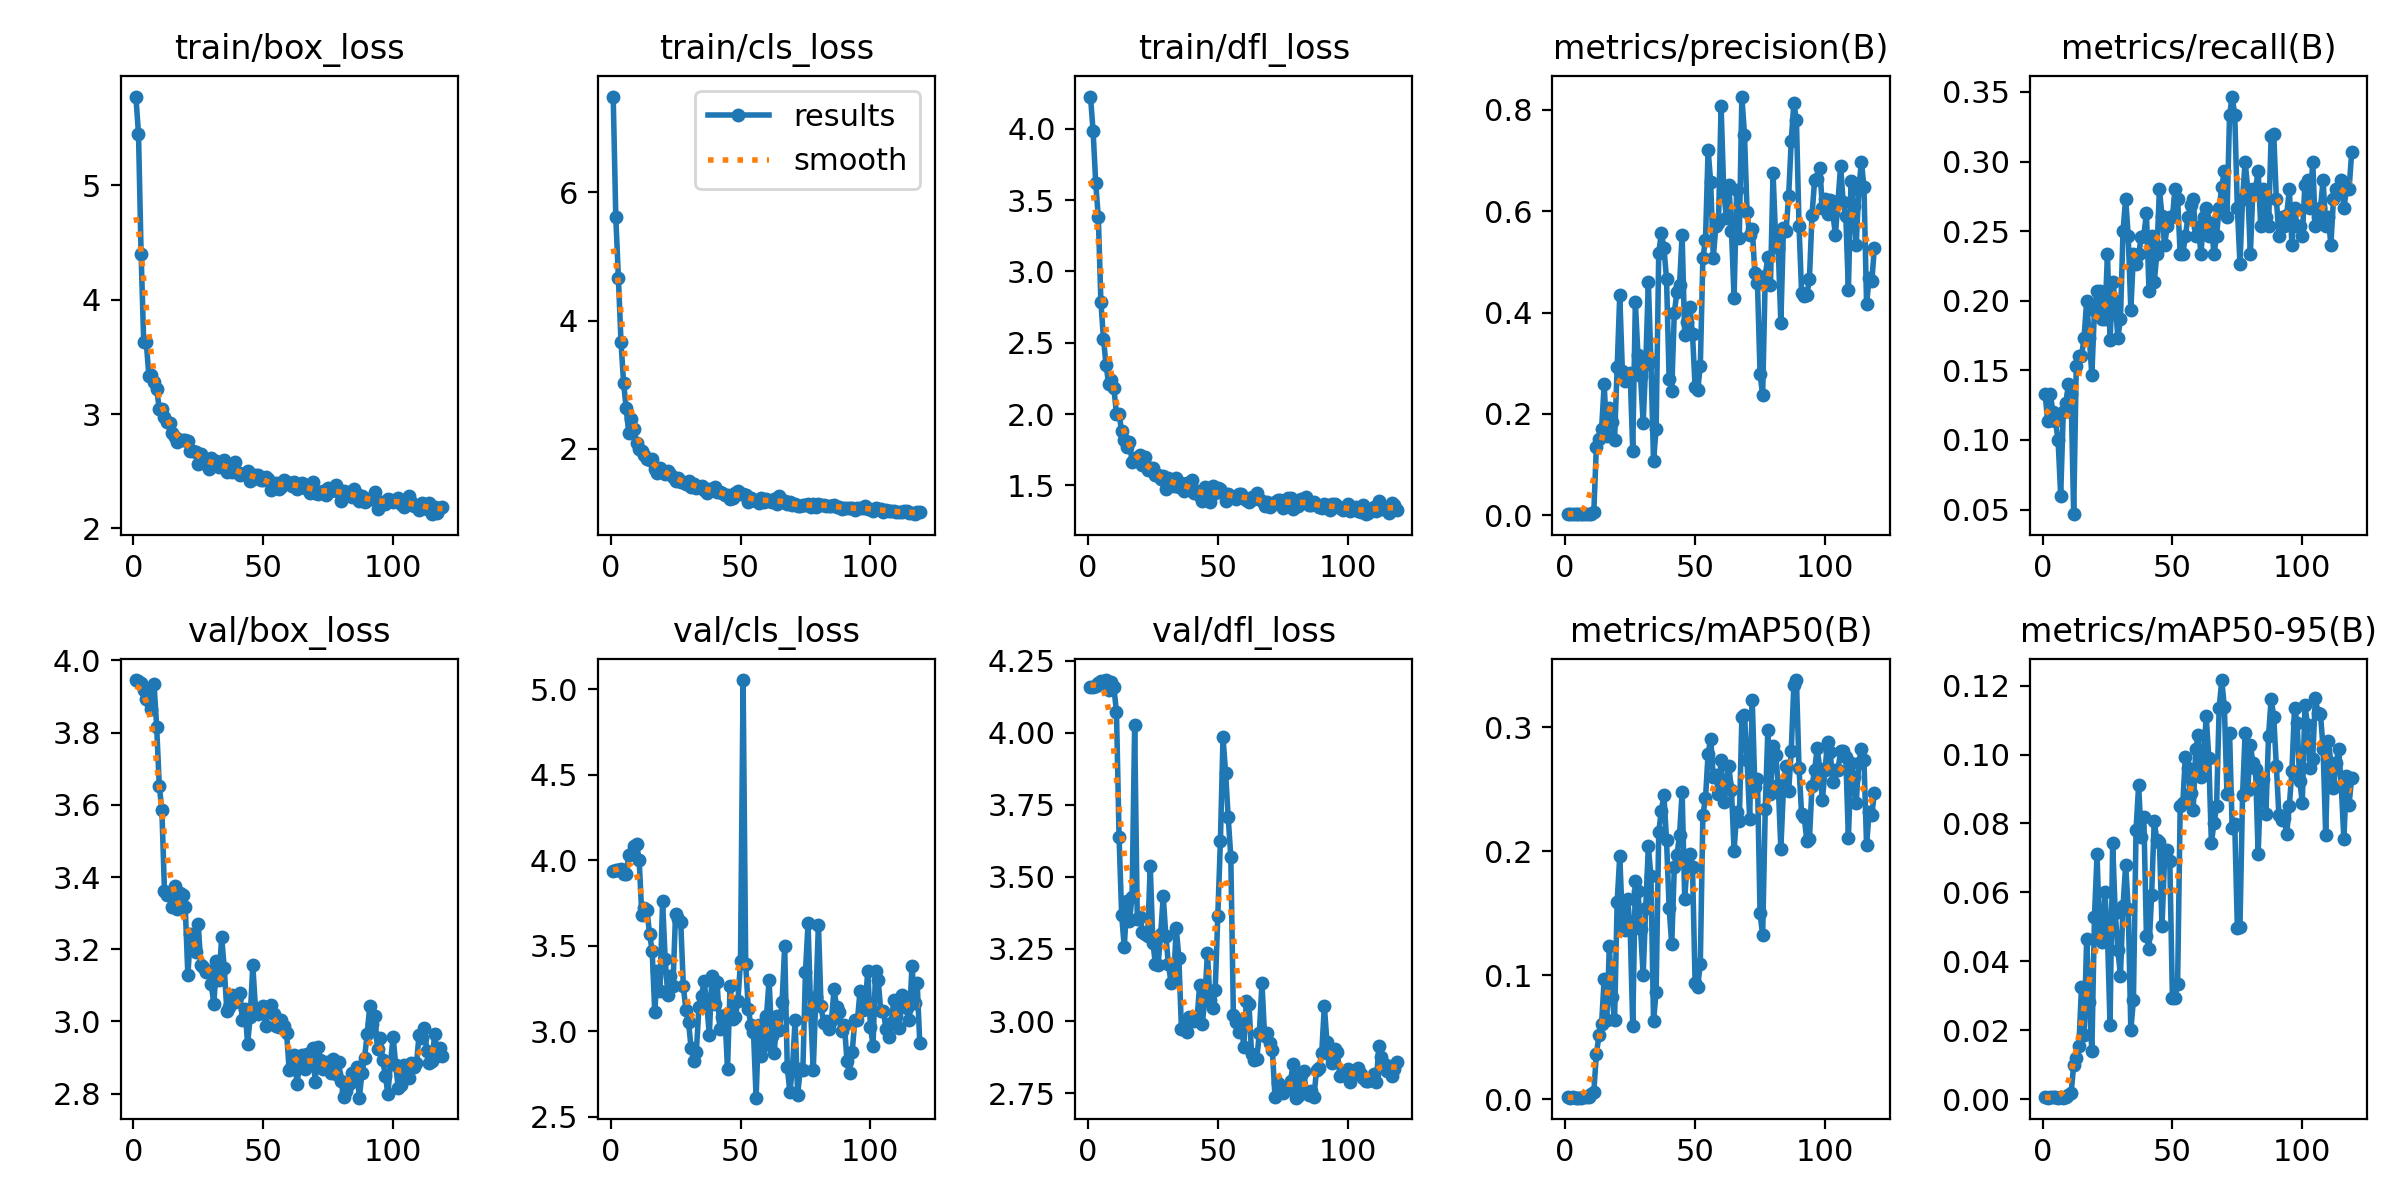 train/box_loss
5
4
3
2
0 50 100
train/cls_loss
results
smooth
6
4
2
0 50 100
train/dfl_loss
4.0
3.5
3.0
2.5
2.0
1.5
0 50 100
metrics/precision(B)
0.8
0.6
0.4
0.2
0.0
0 50 100
metrics/recall(B)
0.35
0.30
0.25
0.20
0.15
0.10
0.05
0 50 100
val/box_loss
4.0
3.8
3.6
3.4
3.2
3.0
2.8
0 50 100
val/cls_loss
5.0
4.5
4.0
3.5
3.0
2.5
0 50 100
val/dfl_loss
4.25
4.00
3.75
3.50
3.25
3.00
2.75
0 50 100
metrics/mAP50(B)
0.3
0.2
0.1
0.0
0 50 100
metrics/mAP50-95(B)
0.12
0.10
0.08
0.06
0.04
0.02
0.00
0 50 100